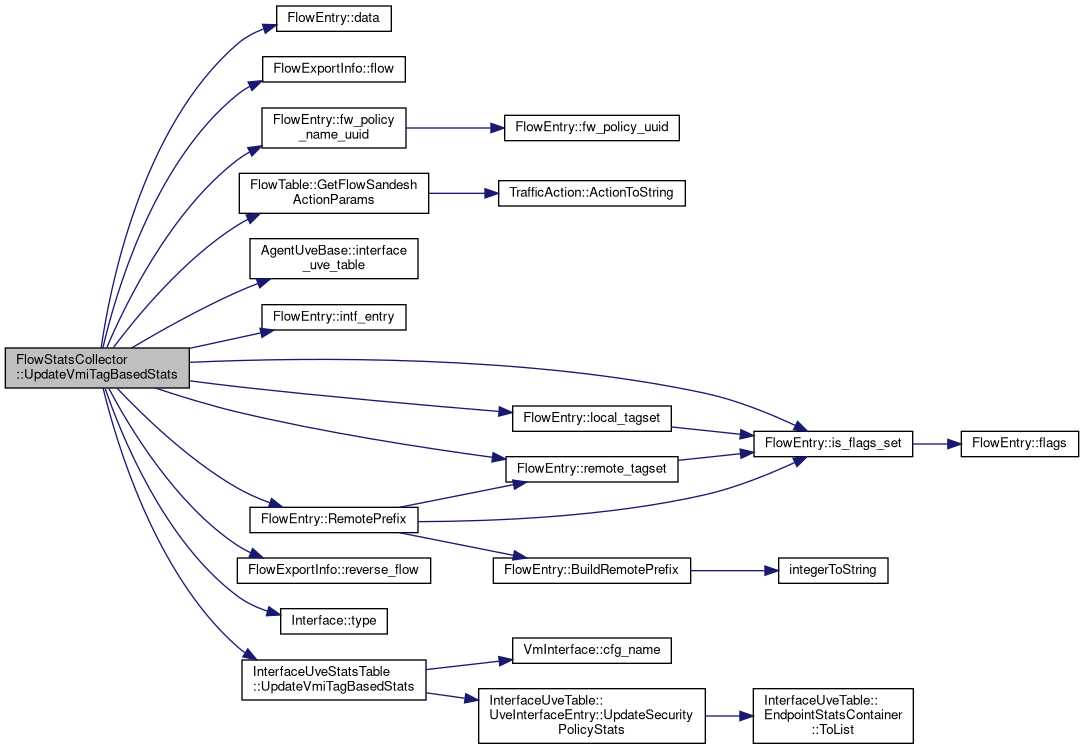 FlowEntry::data
FlowExportInfo::flow
FlowEntry::fw_policy
_name_uuid
FlowEntry::fw_policy_uuid
FlowTable::GetFlowSandesh
ActionParams
TrafficAction::ActionToString
AgentUveBase::interface
_uve_table
FlowEntry::intf_entry
FlowStatsCollector
::UpdateVmiTagBasedStats
FlowEntry::local_tagset
FlowEntry::is_flags_set
FlowEntry::flags
FlowEntry::remote_tagset
FlowEntry::RemotePrefix
FlowExportInfo::reverse_flow
FlowEntry::BuildRemotePrefix
integerToString
Interface::type
InterfaceUveStatsTable
::UpdateVmiTagBasedStats
VmInterface::cfg_name
InterfaceUveTable::
UveInterfaceEntry::UpdateSecurity
PolicyStats
InterfaceUveTable::
EndpointStatsContainer
::ToList